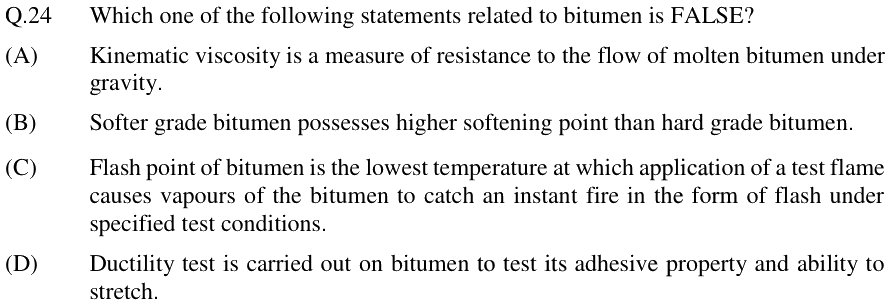 Q.24 Which one of the following statements related to bitumen is FALSE?
(A) Kinematic viscosity is a measure of resistance to the flow of molten bitumen under
gravity.
(B) Softer grade bitumen possesses higher softening point than hard grade bitumen.
(C) Flash point of bitumen is the lowest temperature at which application of a test flame
causes vapours of the bitumen to catch an instant fire in the form of flash under
specified test conditions.
(D) Ductility test is carried out on bitumen to test its adhesive property and ability to
stretch.